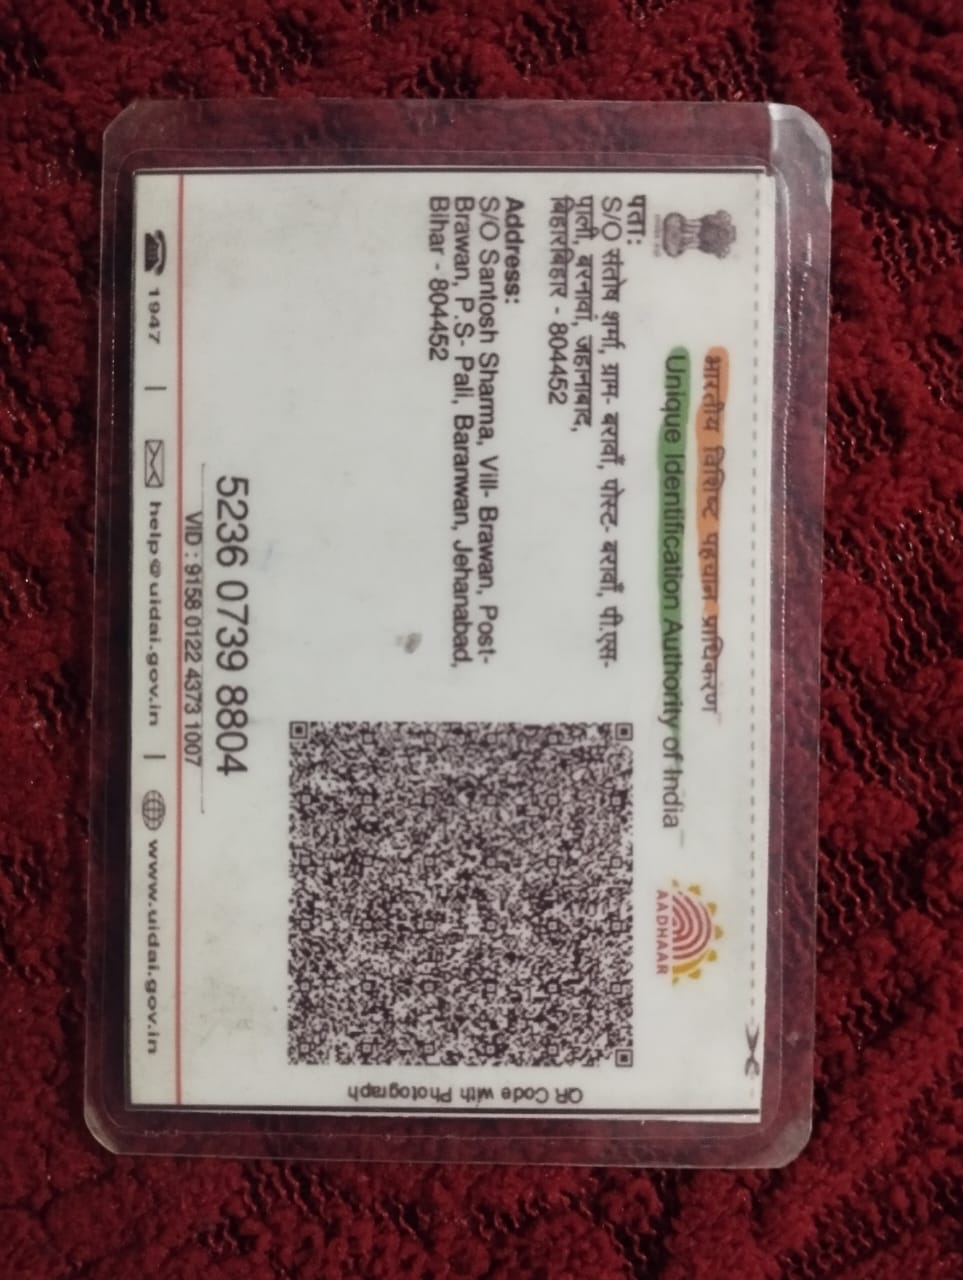 भारतीय विशिष्ट पहचान प्राधिकरण
Unique Identification Authority of India
AADHAAR
पता:
S/O संतोष शर्मा, ग्राम- बरावाँ, पोस्ट- बरावाँ, पी.एस-
पाली, बरनावां, जहानाबाद,
बिहारबिहार - 804452
Address:
S/O Santosh Sharma, Vill- Brawan, Post-
Brawan, P.S- Pali, Baranwan, Jehanabad,
Bihar - 804452
QR Code with Photograph
5236 0739 8804
VID : 9158 0122 4373 1007
1947 | help@uidai.gov.in | www.uidai.gov.in